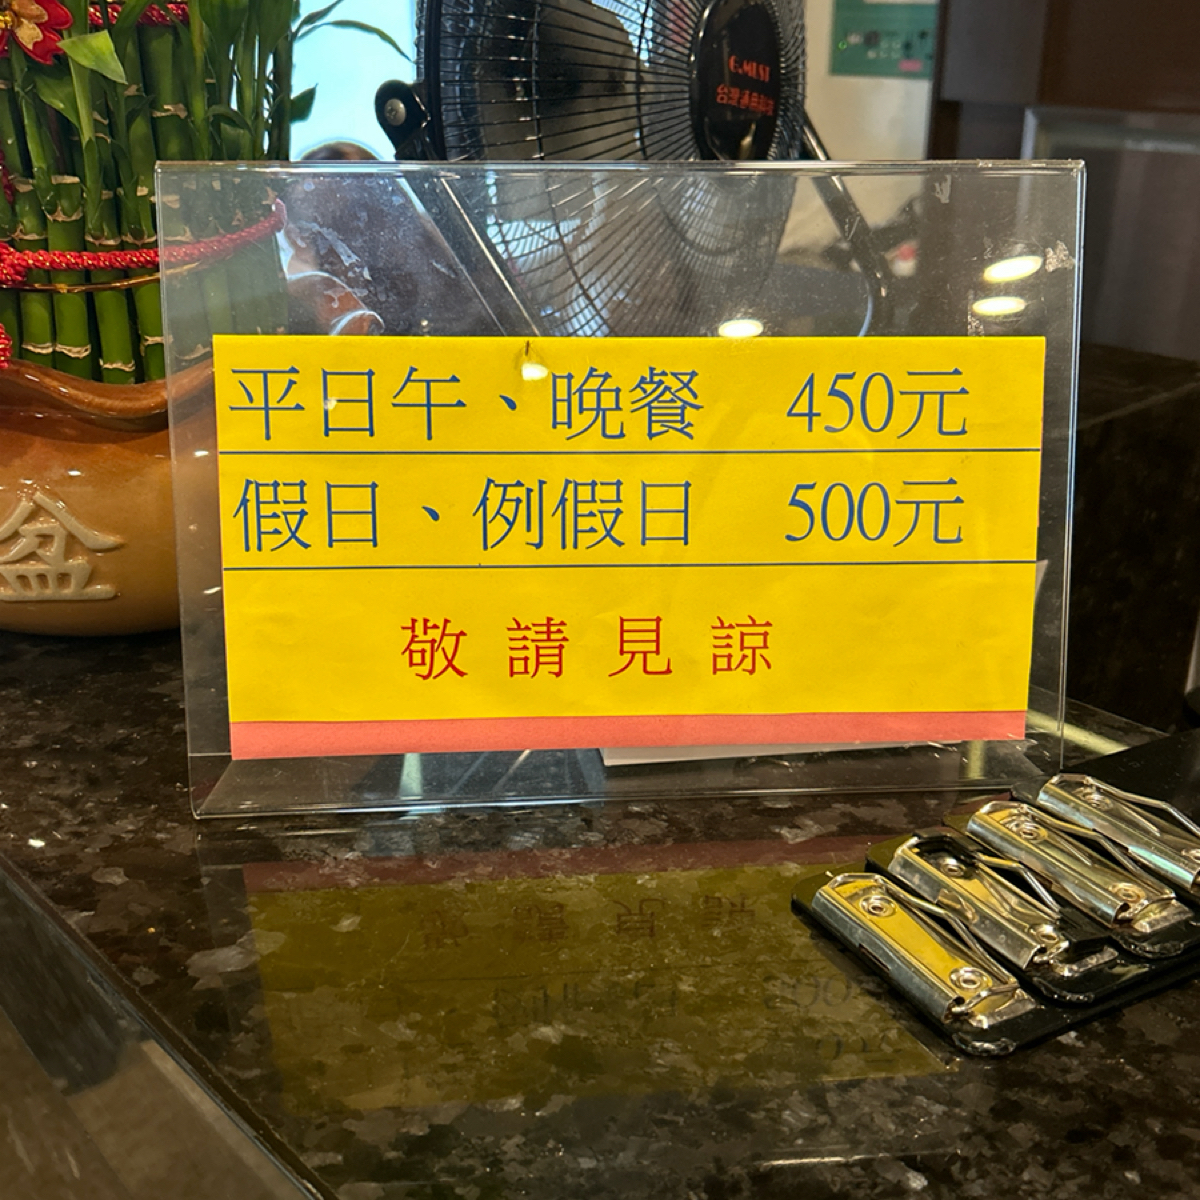 平日午、晚餐 450元
假日、例假日 500元
敬請見諒
盆